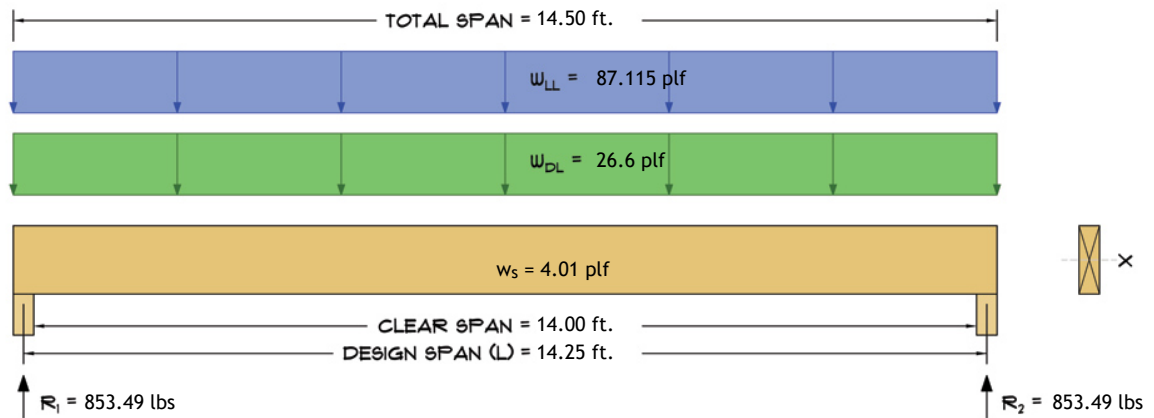 TOTAL SPAN = 14.50 ft.
WLL = 87.115 plf
WDL = 26.6 plf
ws = 4.01 plf
X
CLEAR SPAN = 14.00 ft.
DESIGN SPAN (L) = 14.25 ft.
R1 = 853.49 lbs
R2 = 853.49 lbs